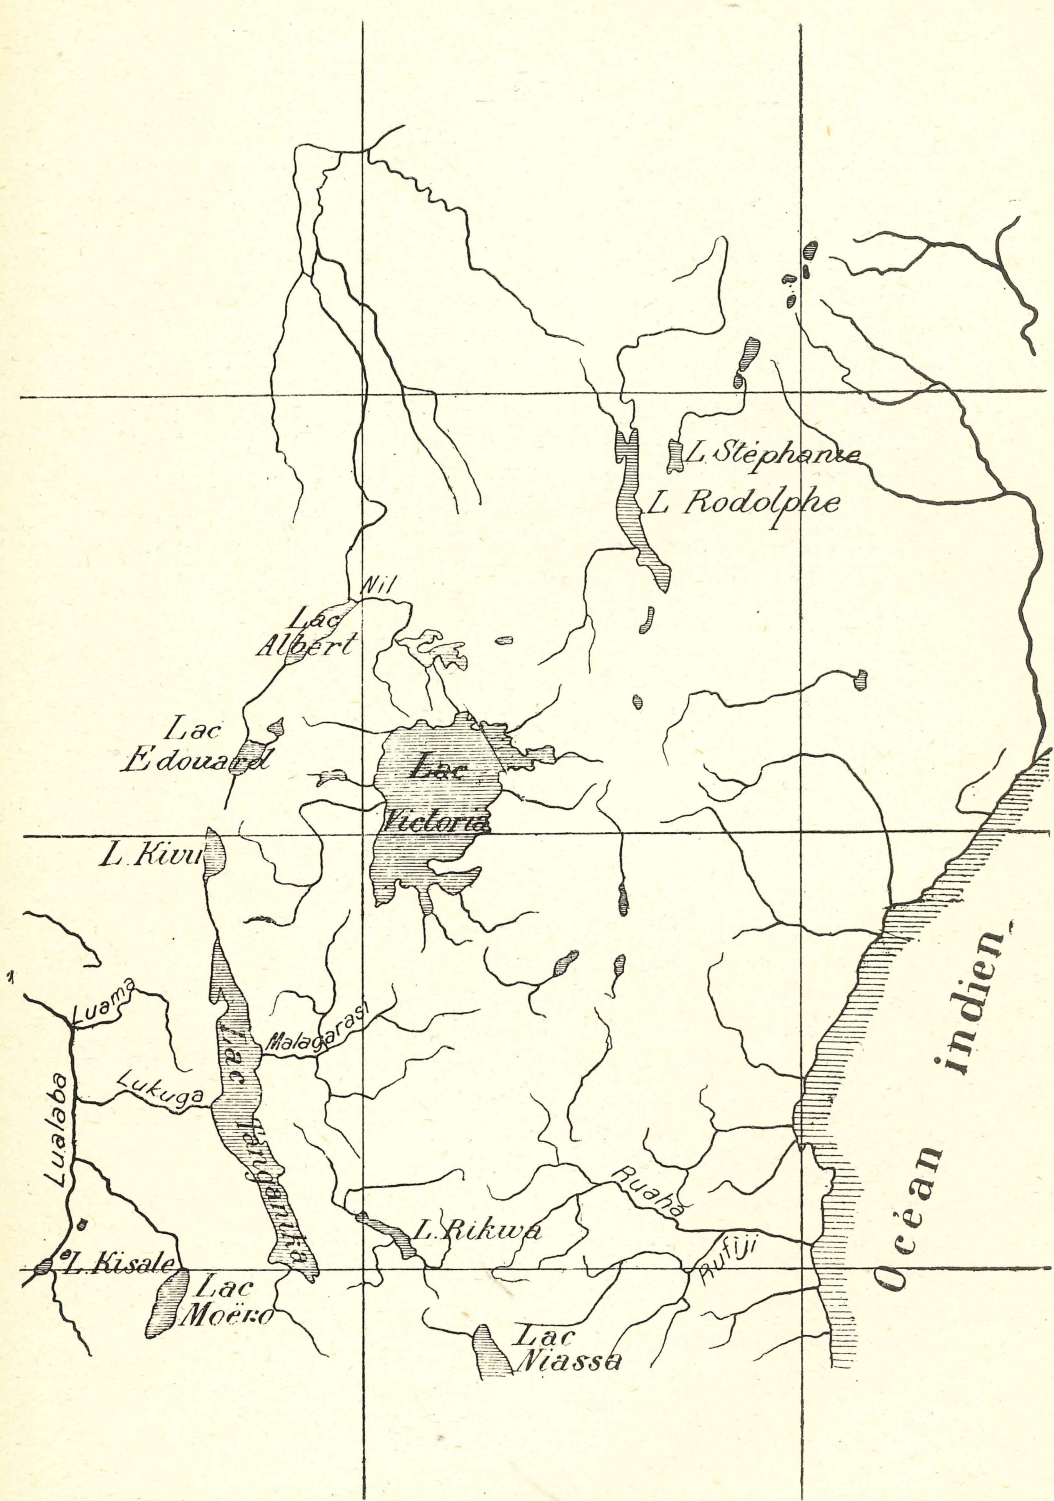 L. Stéphanie
L Rodolphe
Nil
Lac
Albert
Lac
Edouard
Lac
Victoria
L. Kivu
Océan indien
Luama
Malagarasi
Lukuga
Lualaba
Lac Tanganika
Ruaha
L. Rikwa
Rufiji
L. Kisale
Lac
Moëro
Lac
Niassa